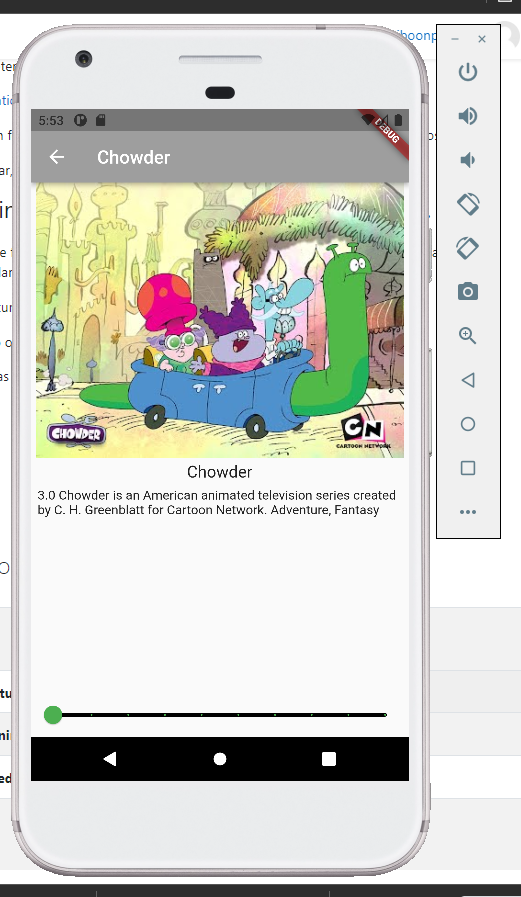 5:53
DEBUG
Chowder
CHOWDER
CN
CARTOON NETWORK
Chowder
3.0 Chowder is an American animated television series created
by C. H. Greenblatt for Cartoon Network. Adventure, Fantasy